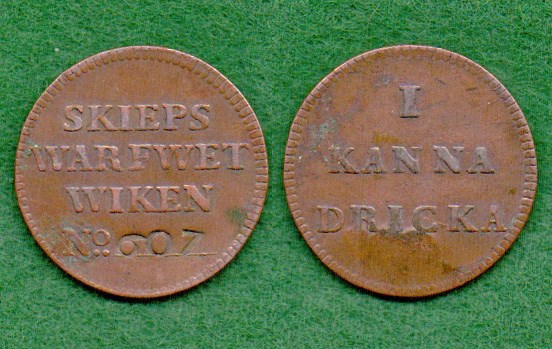 SKIEPS
WARFWET
WIKEN
No: 607
I
KANNA
DRICKA